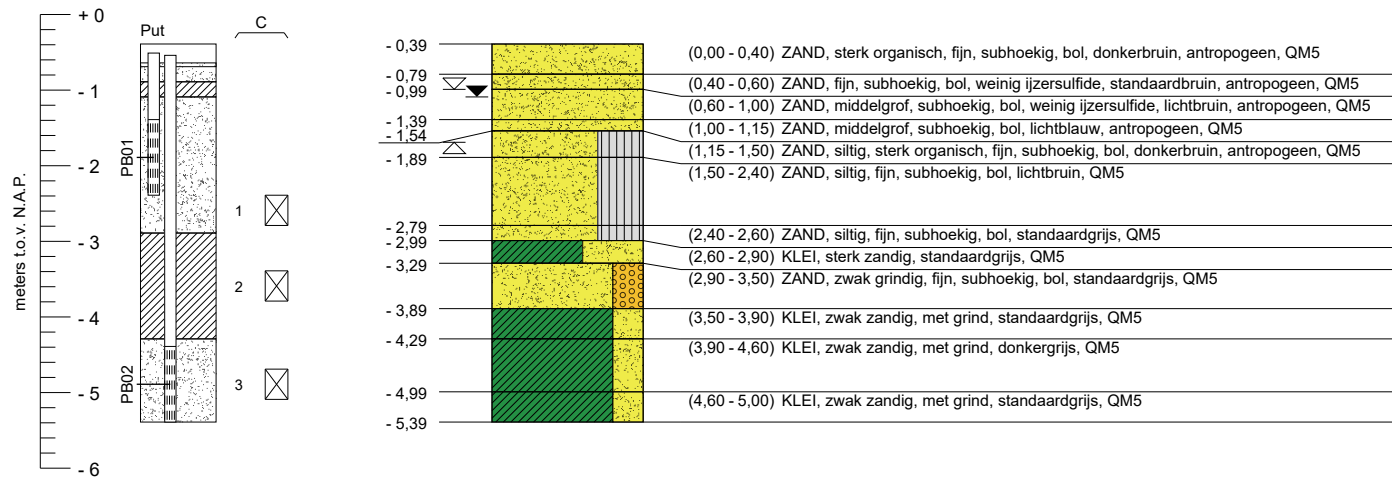 meters t.o.v. N.A.P.
+ 0
- 1
- 2
- 3
- 4
- 5
- 6
Put
PB01
PB02
C
1
2
3
- 0,39
- 0,79
- 0,99
- 1,39
- 1,54
- 1,89
- 2,79
- 2,99
- 3,29
- 3,89
- 4,29
- 4,99
- 5,39
(0,00 - 0,40) ZAND, sterk organisch, fijn, subhoekig, bol, donkerbruin, antropogeen, QM5
(0,40 - 0,60) ZAND, fijn, subhoekig, bol, weinig ijzersulfide, standaardbruin, antropogeen, QM5
(0,60 - 1,00) ZAND, middelgrof, subhoekig, bol, weinig ijzersulfide, lichtbruin, antropogeen, QM5
(1,00 - 1,15) ZAND, middelgrof, subhoekig, bol, lichtblauw, antropogeen, QM5
(1,15 - 1,50) ZAND, siltig, sterk organisch, fijn, subhoekig, bol, donkerbruin, antropogeen, QM5
(1,50 - 2,40) ZAND, siltig, fijn, subhoekig, bol, lichtbruin, QM5
(2,40 - 2,60) ZAND, siltig, fijn, subhoekig, bol, standaardgrijs, QM5
(2,60 - 2,90) KLEI, sterk zandig, standaardgrijs, QM5
(2,90 - 3,50) ZAND, zwak grindig, fijn, subhoekig, bol, standaardgrijs, QM5
(3,50 - 3,90) KLEI, zwak zandig, met grind, standaardgrijs, QM5
(3,90 - 4,60) KLEI, zwak zandig, met grind, donkergrijs, QM5
(4,60 - 5,00) KLEI, zwak zandig, met grind, standaardgrijs, QM5